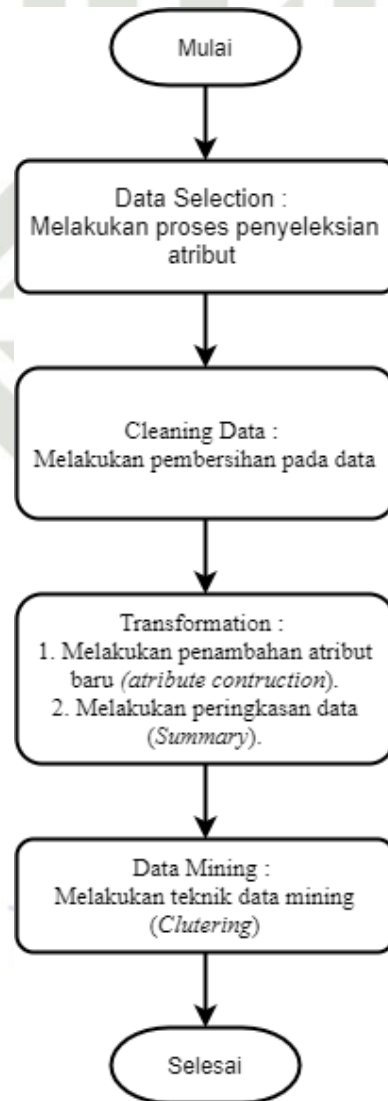 Mulai
Data Selection :
Melakukan proses penyeleksian
atribut
Cleaning Data :
Melakukan pembersihan pada data
Transformation :
1. Melakukan penambahan atribut
baru (atribute contruction).
2. Melakukan peringkasan data
(Summary).
Data Mining :
Melakukan teknik data mining
(Clutering)
Selesai